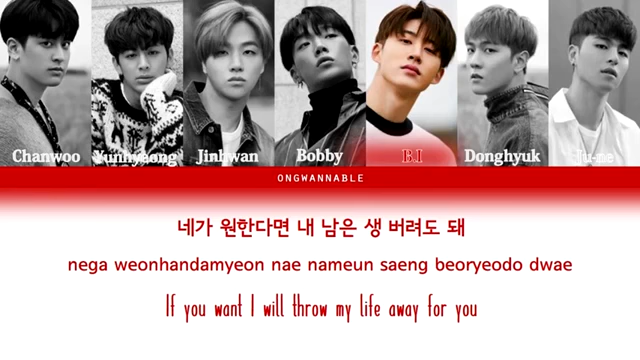 Chanwoo Yunhyeong Jinhwan Bobby B.I Donghyuk Ju-ne
ONGWANNABLE
네가 원한다면 내 남은 생 버려도 돼
nega weonhandamyeon nae nameun saeng beoryeodo dwae
If you want I will throw my life away for you